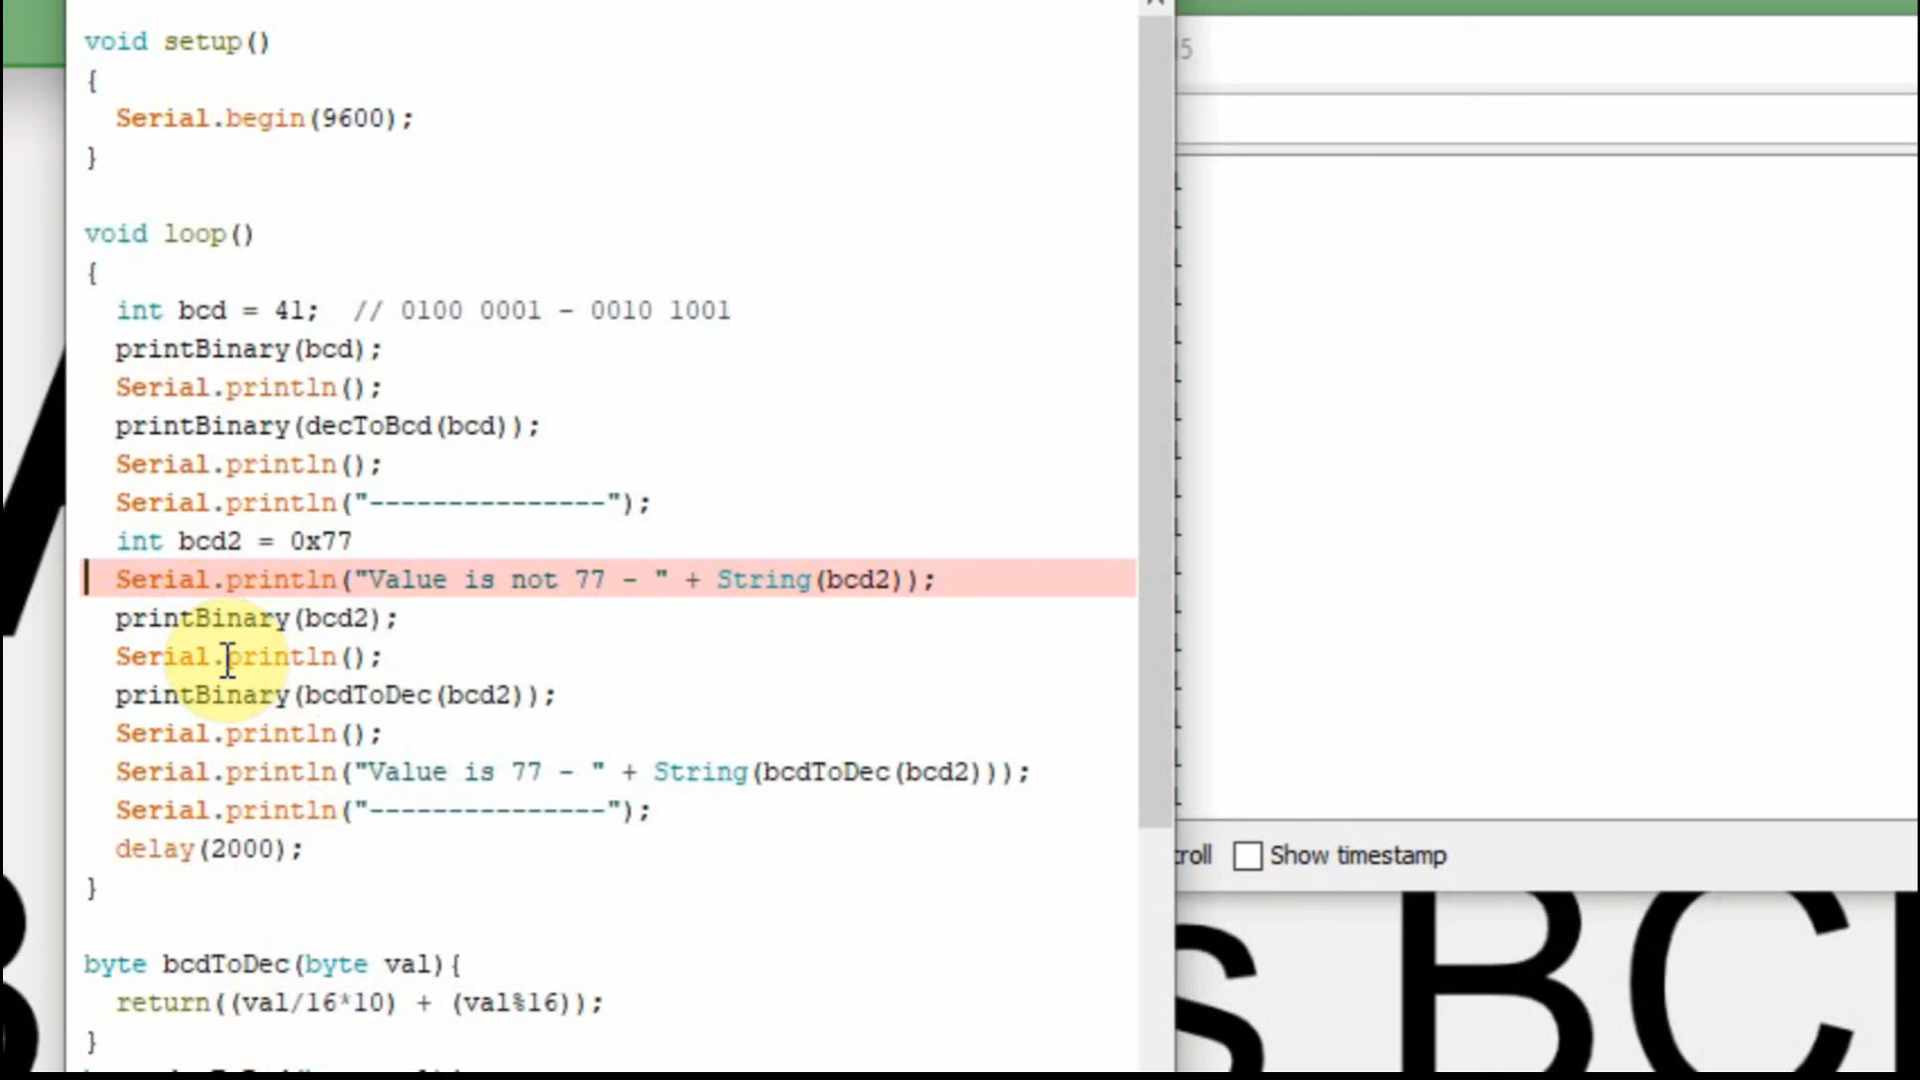 void setup()
{
  Serial.begin(9600);
}
void loop()
{
  int bcd = 41;  // 0100 0001 - 0010 1001
  printBinary(bcd);
  Serial.println();
  printBinary(decToBcd(bcd));
  Serial.println();
  Serial.println("---------------");
  int bcd2 = 0x77
  Serial.println("Value is not 77 - " + String(bcd2));
  printBinary(bcd2);
  Serial.println();
  printBinary(bcdToDec(bcd2));
  Serial.println();
  Serial.println("Value is 77 - " + String(bcdToDec(bcd2)));
  Serial.println("---------------");
  delay(2000);
}
byte bcdToDec(byte val){
  return((val/16*10) + (val%16));
}
5
croll
Show timestamp
s BC